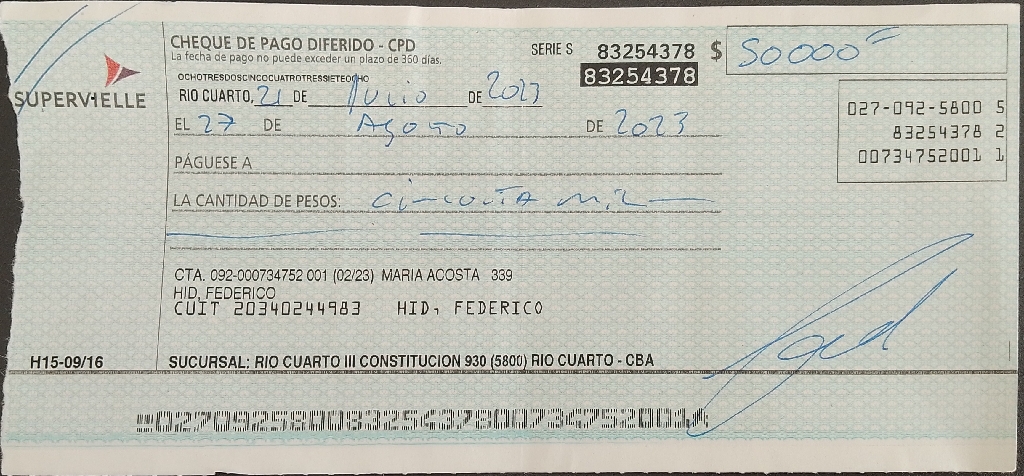 CHEQUE DE PAGO DIFERIDO - CPD
La fecha de pago no puede exceder un plazo de 360 días.
SERIE S 83254378 $ 50000=
83254378
OCHOTRESDOSCINCOCUATROTRESSIETEOCHO
SUPERVIELLE
RIO CUARTO, 21 DE Julio DE 2023
027-092-5800 5
EL 27 DE Agosto DE 2023
83254378 2
00734752001 1
PÁGUESE A
LA CANTIDAD DE PESOS: cincuenta mil
CTA. 092-000734752 001 (02/23) MARIA ACOSTA 339
HID, FEDERICO
CUIT 20340244983 HID, FEDERICO
H15-09/16
SUCURSAL: RIO CUARTO III CONSTITUCION 930 (5800) RIO CUARTO - CBA
02709258008325437800734752001